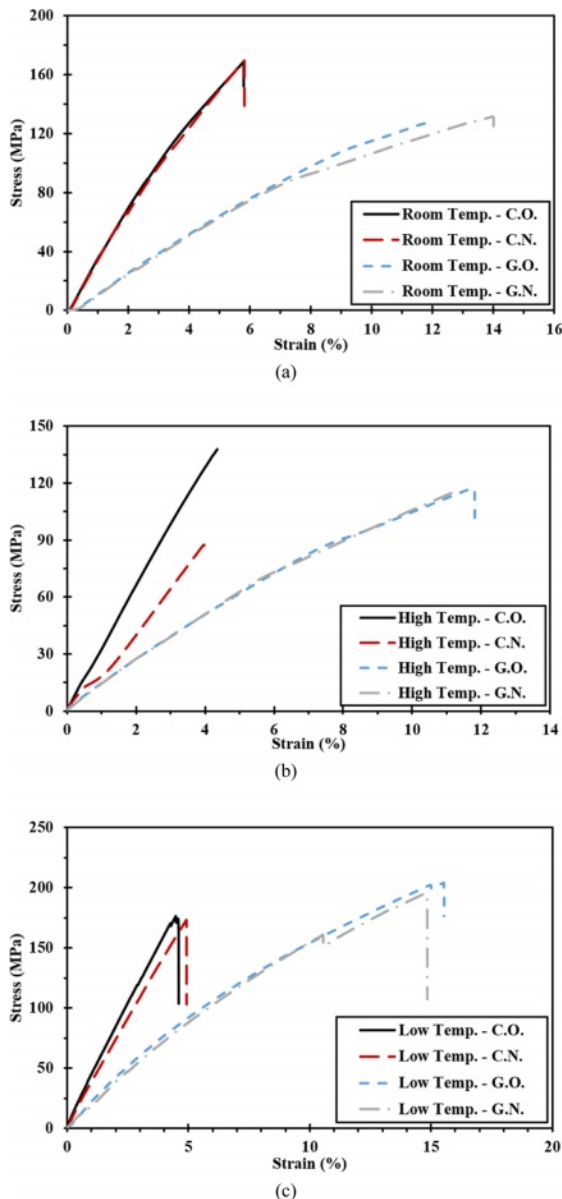 200
160
120
80
40
0
Stress (MPa)
Room Temp. - C.O.
Room Temp. - C.N.
Room Temp. - G.O.
Room Temp. - G.N.
0 2 4 6 8 10 12 14 16
Strain (%)
(a)
150
120
90
60
30
0
Stress (MPa)
High Temp. - C.O.
High Temp. - C.N.
High Temp. - G.O.
High Temp. - G.N.
0 2 4 6 8 10 12 14
Strain (%)
(b)
250
200
150
100
50
0
Stress (MPa)
Low Temp. - C.O.
Low Temp. - C.N.
Low Temp. - G.O.
Low Temp. - G.N.
0 5 10 15 20
Strain (%)
(c)